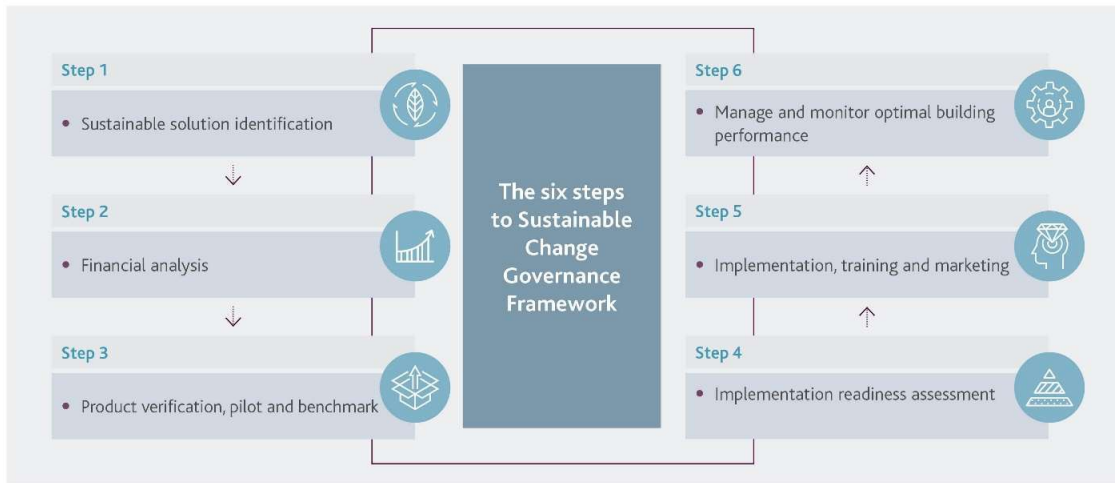 Step 1
• Sustainable solution identification
Step 2
• Financial analysis
Step 3
• Product verification, pilot and benchmark
The six steps
to Sustainable
Change
Governance
Framework
Step 6
• Manage and monitor optimal building
performance
Step 5
• Implementation, training and marketing
Step 4
• Implementation readiness assessment